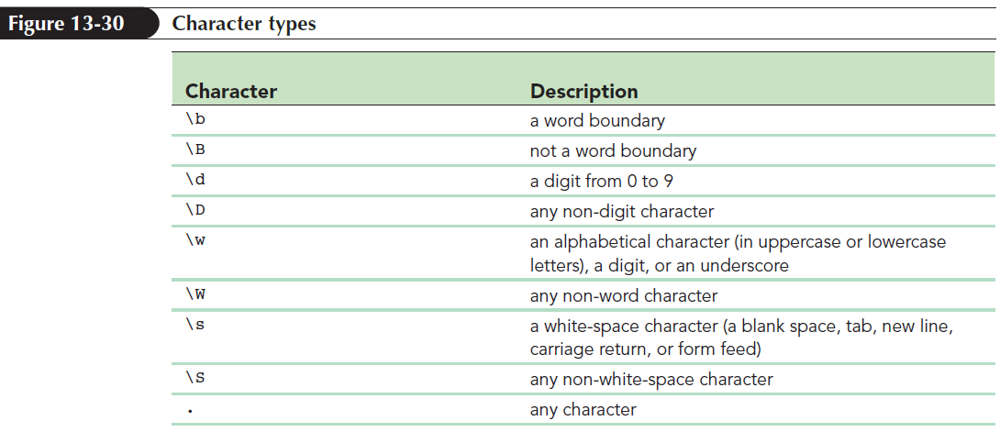 Figure 13-30 Character types
Character Description
\b a word boundary
\B not a word boundary
\d a digit from 0 to 9
\D any non-digit character
\w an alphabetical character (in uppercase or lowercase
letters), a digit, or an underscore
\W any non-word character
\s a white-space character (a blank space, tab, new line,
carriage return, or form feed)
\S any non-white-space character
. any character